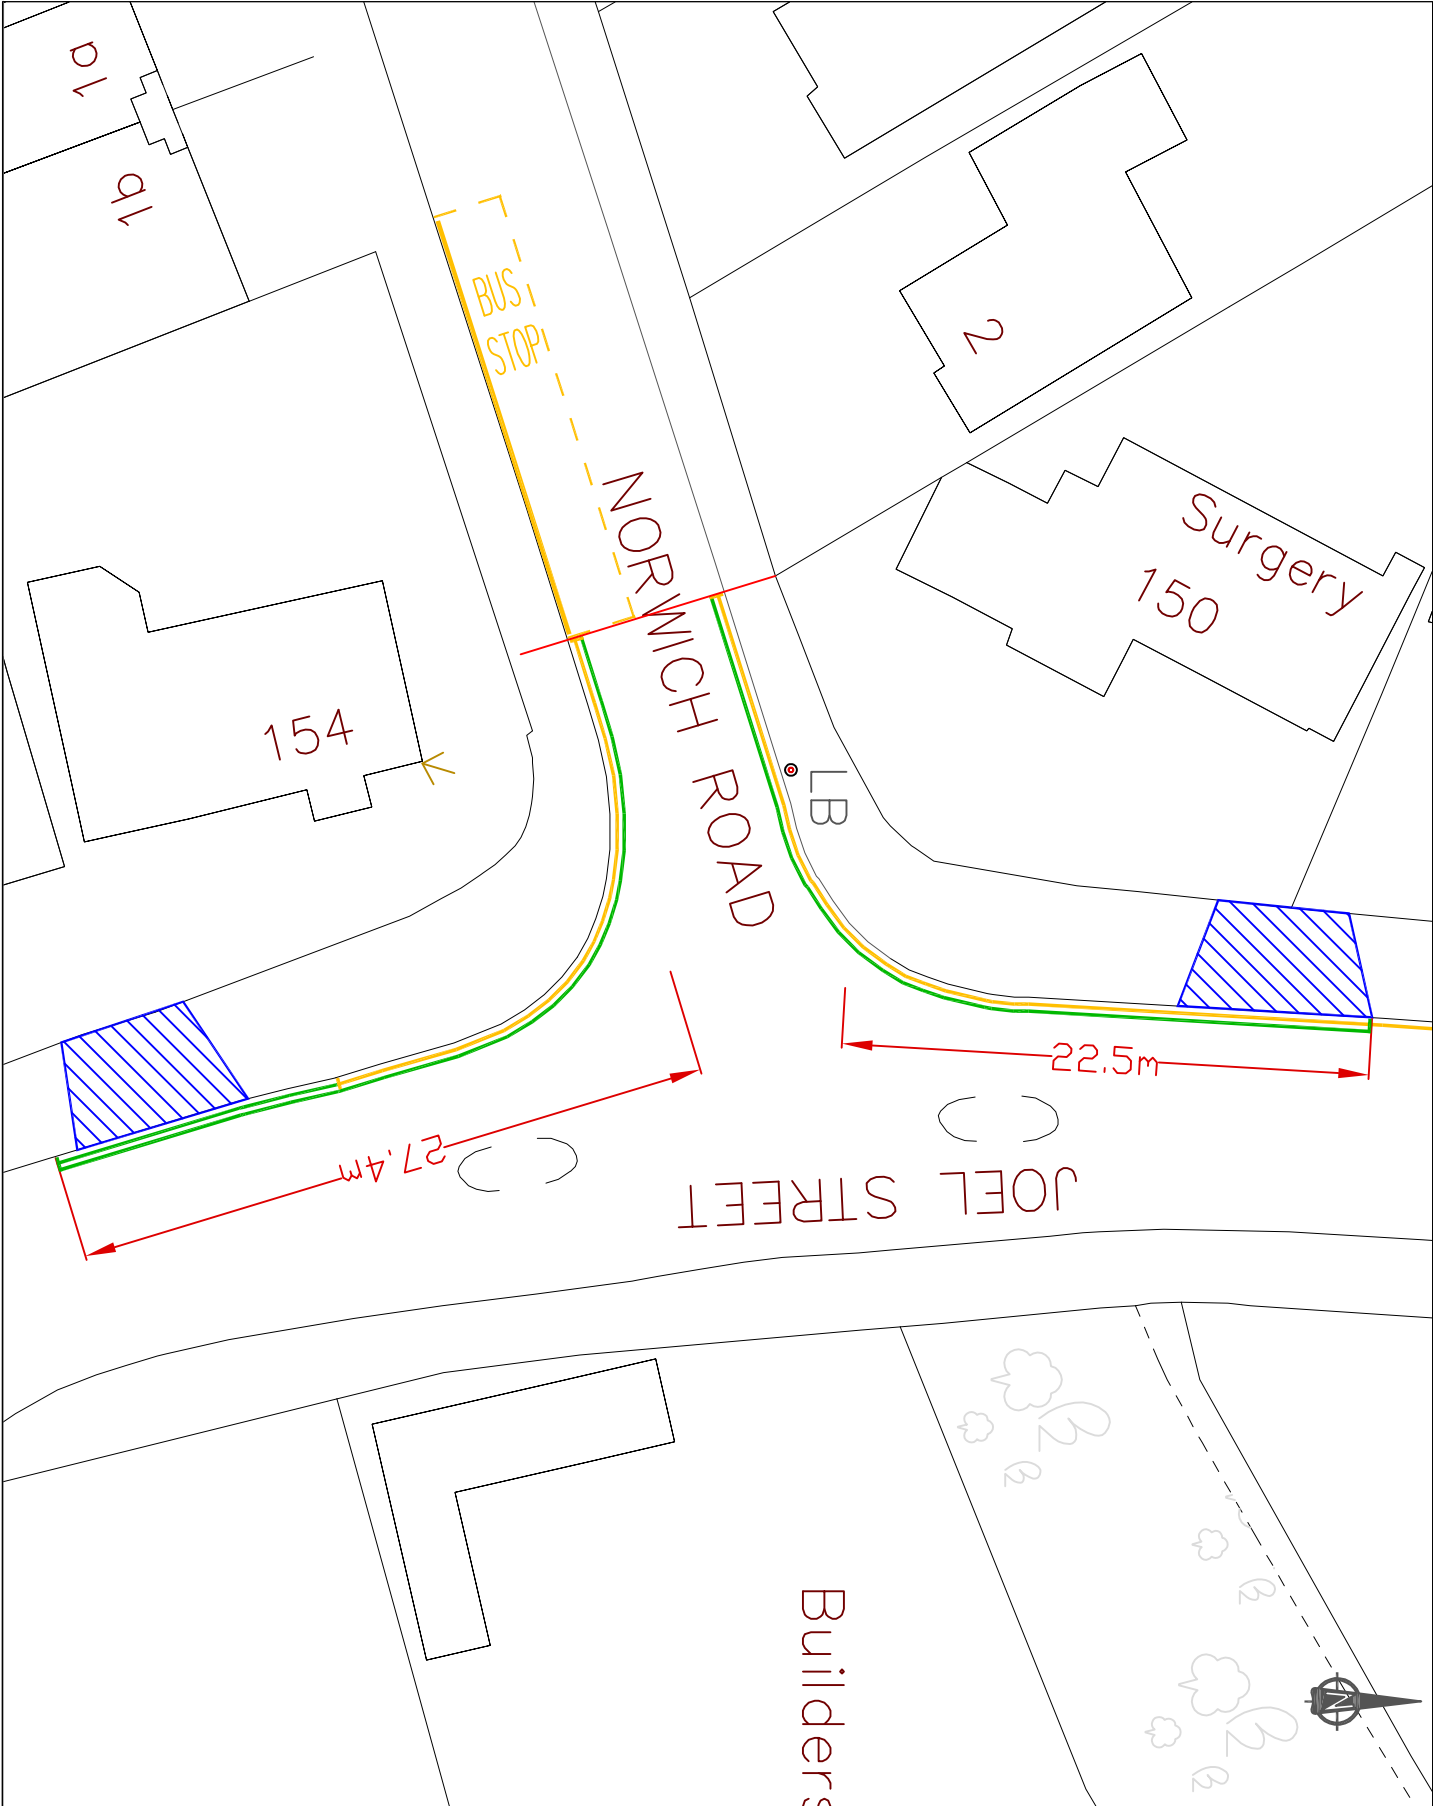 1a
1b
2
BUS
STOP
NORWICH ROAD
Surgery
150
154
LB
22.5m
27.4m
JOEL STREET
Builders
N